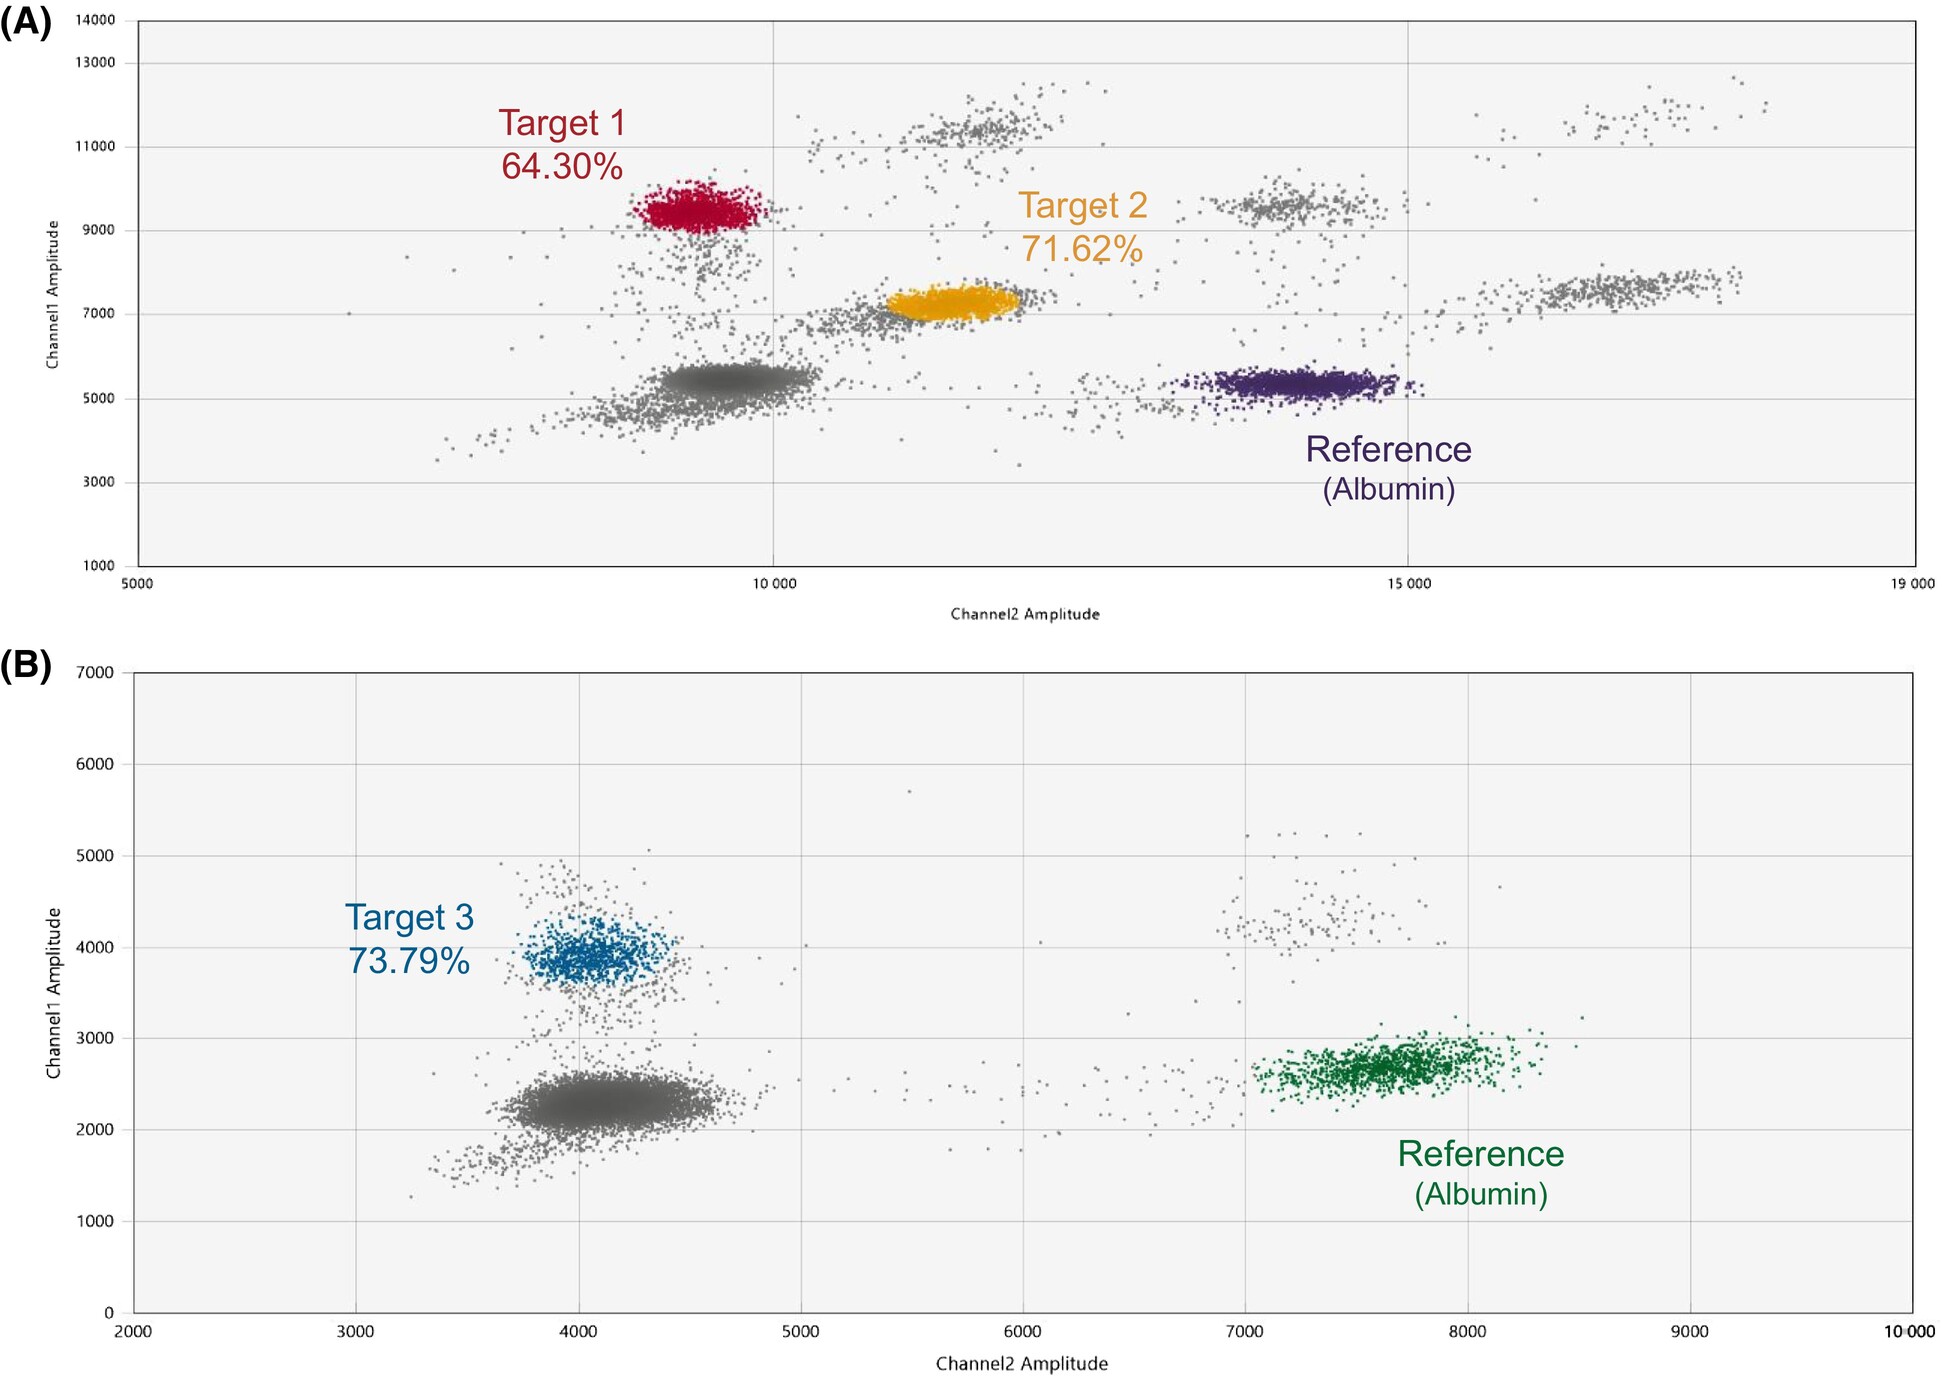 (A)
14000
13000
11000
9000
7000
5000
3000
1000
Channel1 Amplitude
Target 1
64.30%
Target 2
71.62%
Reference
(Albumin)
5000
10 000
15 000
19 000
Channel2 Amplitude
(B)
7000
6000
5000
4000
3000
2000
1000
0
Channel1 Amplitude
Target 3
73.79%
Reference
(Albumin)
2000
3000
4000
5000
6000
7000
8000
9000
10 000
Channel2 Amplitude